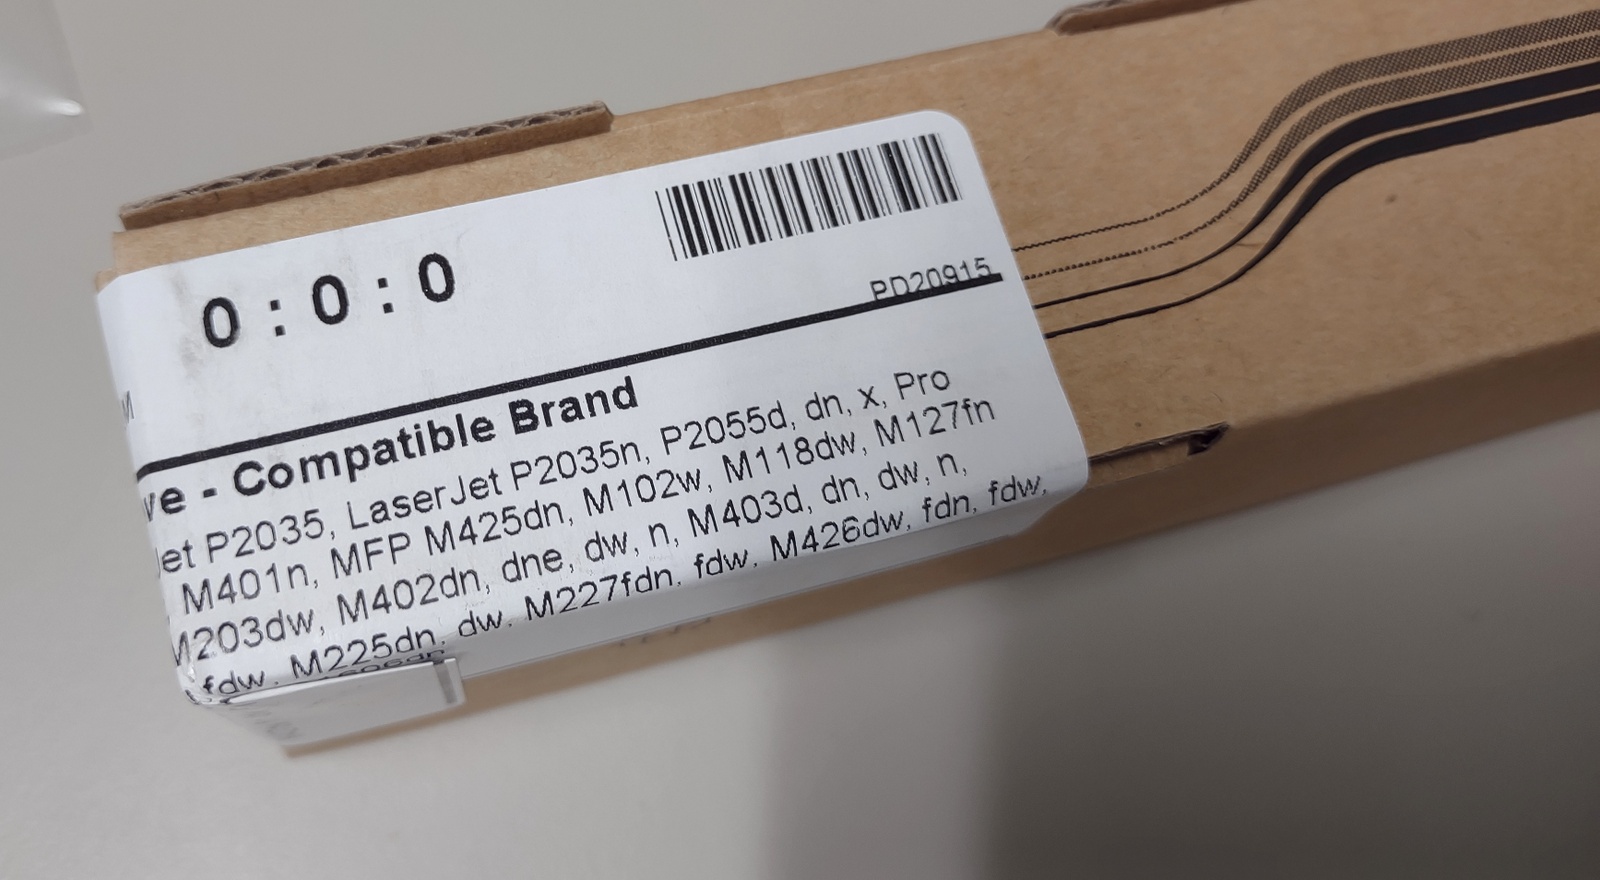 0 : 0 : 0
PD20915
ve - Compatible Brand
Jet P2035, LaserJet P2035n, P2055d, dn, x, Pro
M401n, MFP M425dn, M102w, M118dw, M127fn
M203dw, M402dn, dne, dw, n, M403d, dn, dw, n,
fdw, M225dn, dw, M227fdn, fdw, M426dw, fdn, fdw,